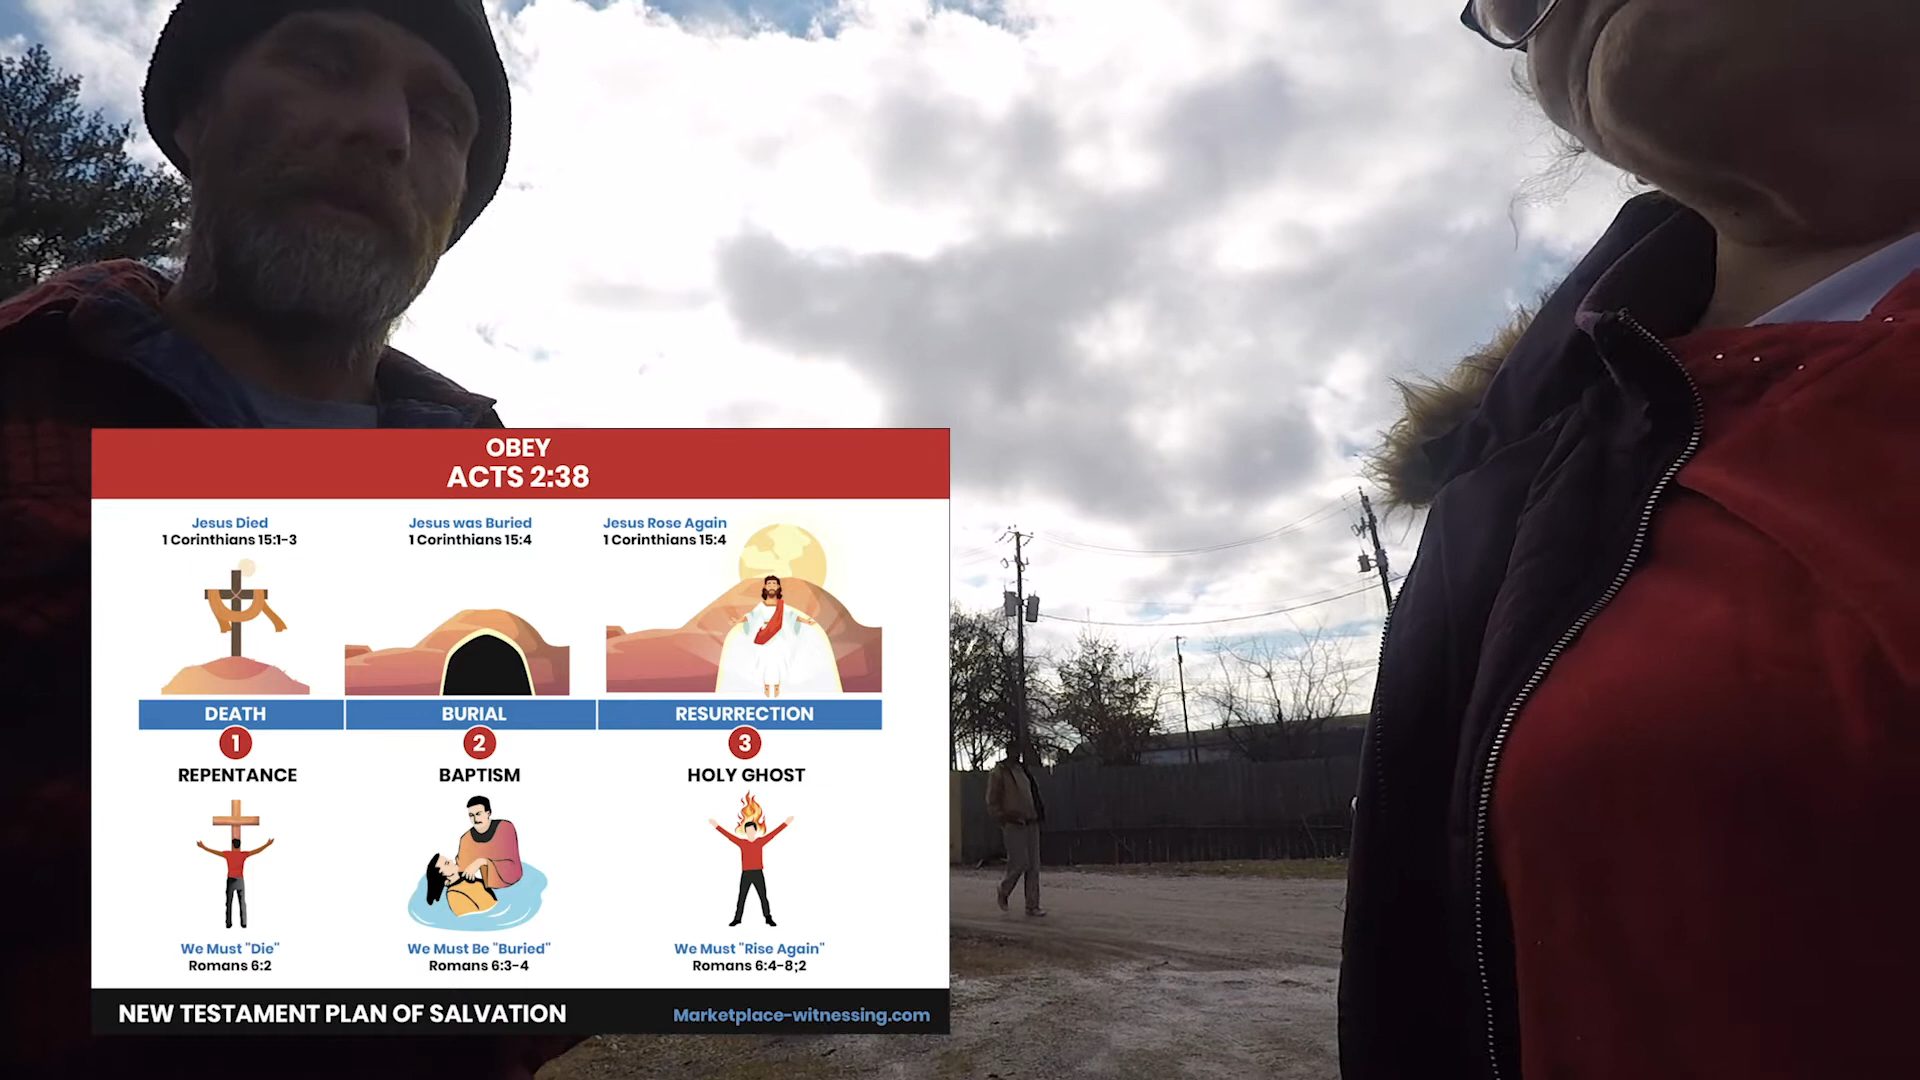 OBEY
ACTS 2:38
Jesus Died
1 Corinthians 15:1-3
Jesus was Buried
1 Corinthians 15:4
Jesus Rose Again
1 Corinthians 15:4
DEATH
BURIAL
RESURRECTION
1
2
3
REPENTANCE
BAPTISM
HOLY GHOST
We Must "Die"
Romans 6:2
We Must Be "Buried"
Romans 6:3-4
We Must "Rise Again"
Romans 6:4-8;2
NEW TESTAMENT PLAN OF SALVATION
Marketplace-witnessing.com